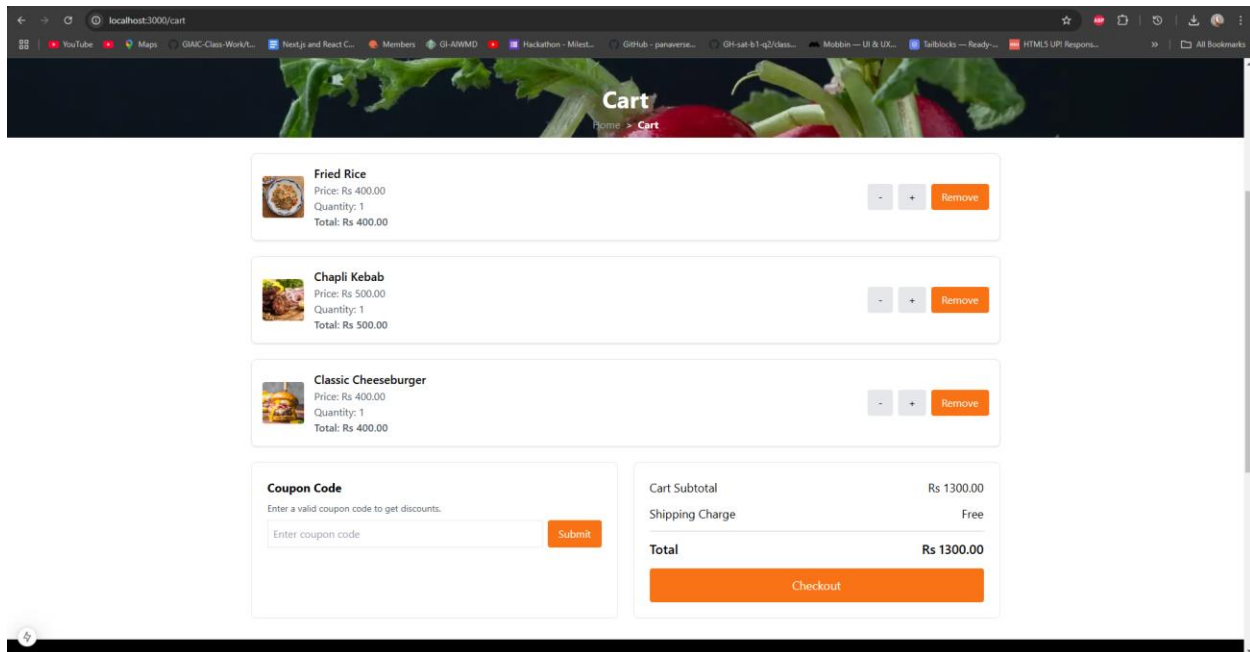 localhost:3000/cart
ABP
YouTube Maps GIAIC-Class-Work/t... Next.js and React C... Members GI-AIWMD Hackathon - Milest... GitHub - panaverse... GH-sat-b1-q2/class... Mobbin — UI & UX... Tailblocks — Ready-... HTML5 UP! Respons... » All Bookmarks
Cart
Home > Cart
Fried Rice
Price: Rs 400.00
Quantity: 1
Total: Rs 400.00
- + Remove
Chapli Kebab
Price: Rs 500.00
Quantity: 1
Total: Rs 500.00
- + Remove
Classic Cheeseburger
Price: Rs 400.00
Quantity: 1
Total: Rs 400.00
- + Remove
Coupon Code
Enter a valid coupon code to get discounts.
Enter coupon code
Submit
Cart Subtotal Rs 1300.00
Shipping Charge Free
Total Rs 1300.00
Checkout